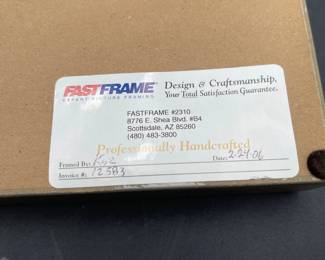 FASTFRAME
EXPERT PICTURE FRAMING
Design & Craftsmanship,
Your Total Satisfaction Guarantee.
FASTFRAME #2310
8776 E. Shea Blvd. #B4
Scottsdale, AZ 85260
(480) 483-3800
Professionally Handcrafted
Framed By: Date: 2-24-06
Invoice #: 12583